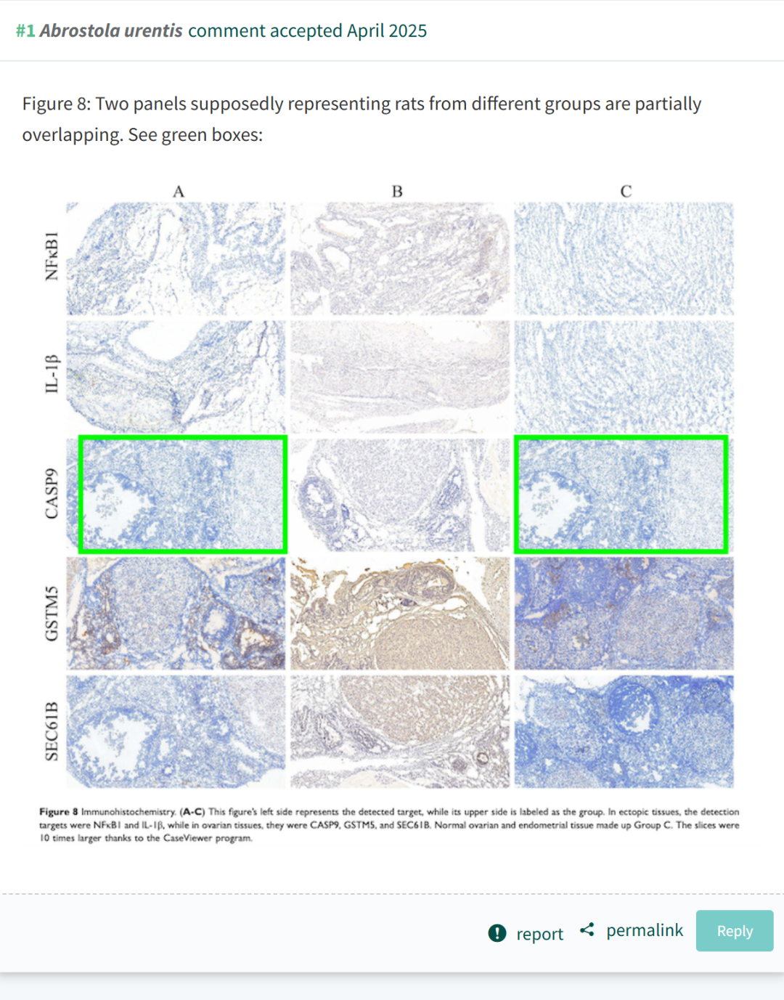 #1 Abrostola urentis comment accepted April 2025
Figure 8: Two panels supposedly representing rats from different groups are partially
overlapping. See green boxes:
A B C
NFκB1
IL-1β
CASP9
GSTM5
SEC61B
Figure 8 Immunohistochemistry. (A-C) This figure's left side represents the detected target, while its upper side is labeled as the group. In ectopic tissues, the detection
targets were NFκB1 and IL-1β, while in ovarian tissues, they were CASP9, GSTM5, and SEC61B. Normal ovarian and endometrial tissue made up Group C. The slices were
10 times larger thanks to the CaseViewer program.
report permalink Reply